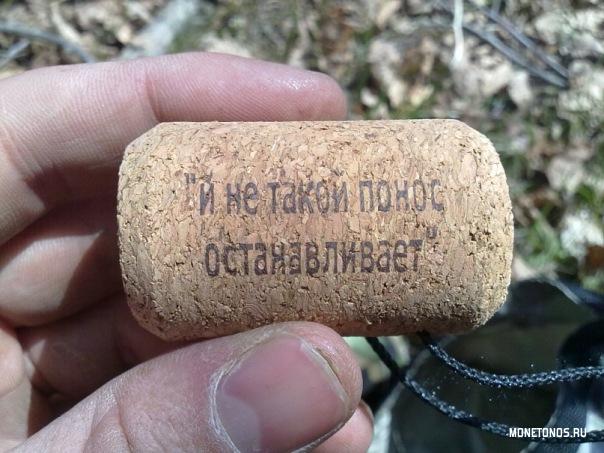 "И не такой понос
останавливает"
MONETONOS.RU